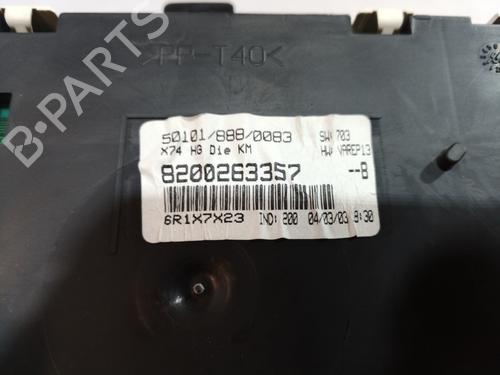 >PP-T40<
50101/888/0083 SW: 703
X74 HG Die KM HW: VAREP13
8200263357 --B
6R1X7X23 IND: 200 04/03/03 9:30
B-PARTS